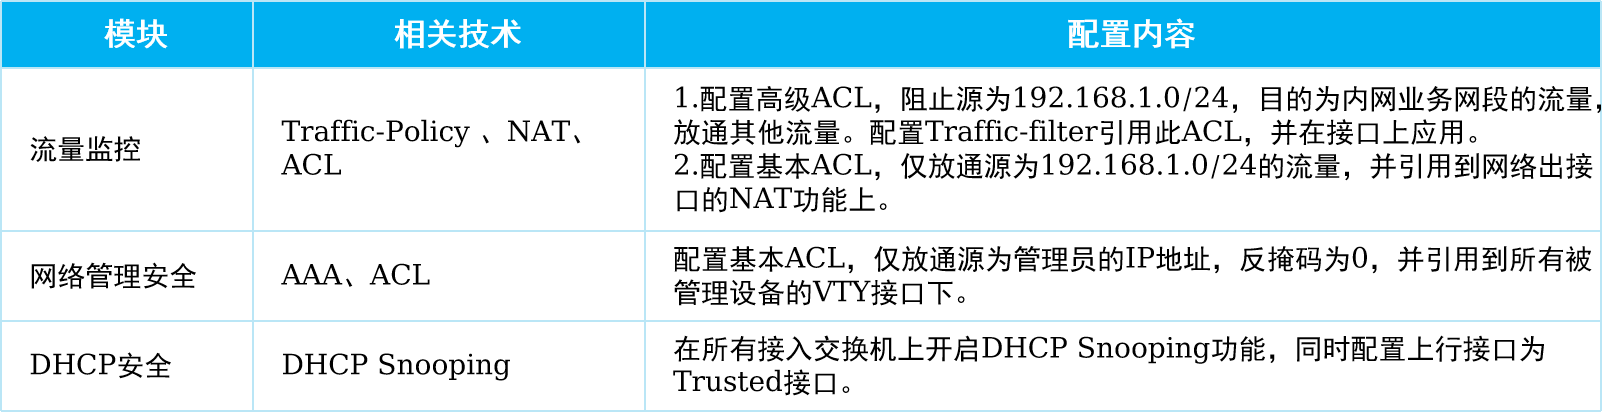 模块
相关技术
配置内容
流量监控
Traffic-Policy 、NAT、
ACL
1.配置高级ACL，阻止源为192.168.1.0/24，目的为内网业务网段的流量，
放通其他流量。配置Traffic-filter引用此ACL，并在接口上应用。
2.配置基本ACL，仅放通源为192.168.1.0/24的流量，并引用到网络出接
口的NAT功能上。
网络管理安全
AAA、ACL
配置基本ACL，仅放通源为管理员的IP地址，反掩码为0，并引用到所有被
管理设备的VTY接口下。
DHCP安全
DHCP Snooping
在所有接入交换机上开启DHCP Snooping功能，同时配置上行接口为
Trusted接口。